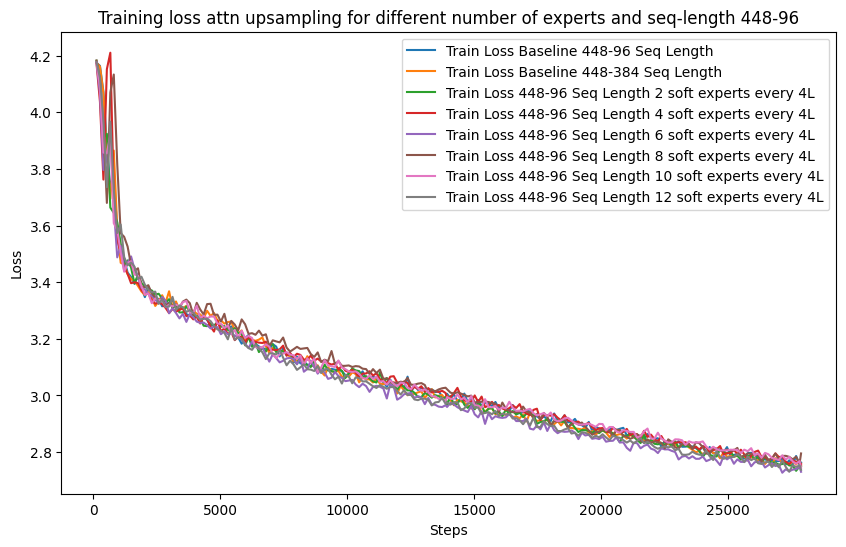 Training loss attn upsampling for different number of experts and seq-length 448-96
4.2
4.0
3.8
3.6
3.4
3.2
3.0
2.8
Loss
Train Loss Baseline 448-96 Seq Length
Train Loss Baseline 448-384 Seq Length
Train Loss 448-96 Seq Length 2 soft experts every 4L
Train Loss 448-96 Seq Length 4 soft experts every 4L
Train Loss 448-96 Seq Length 6 soft experts every 4L
Train Loss 448-96 Seq Length 8 soft experts every 4L
Train Loss 448-96 Seq Length 10 soft experts every 4L
Train Loss 448-96 Seq Length 12 soft experts every 4L
0 5000 10000 15000 20000 25000
Steps